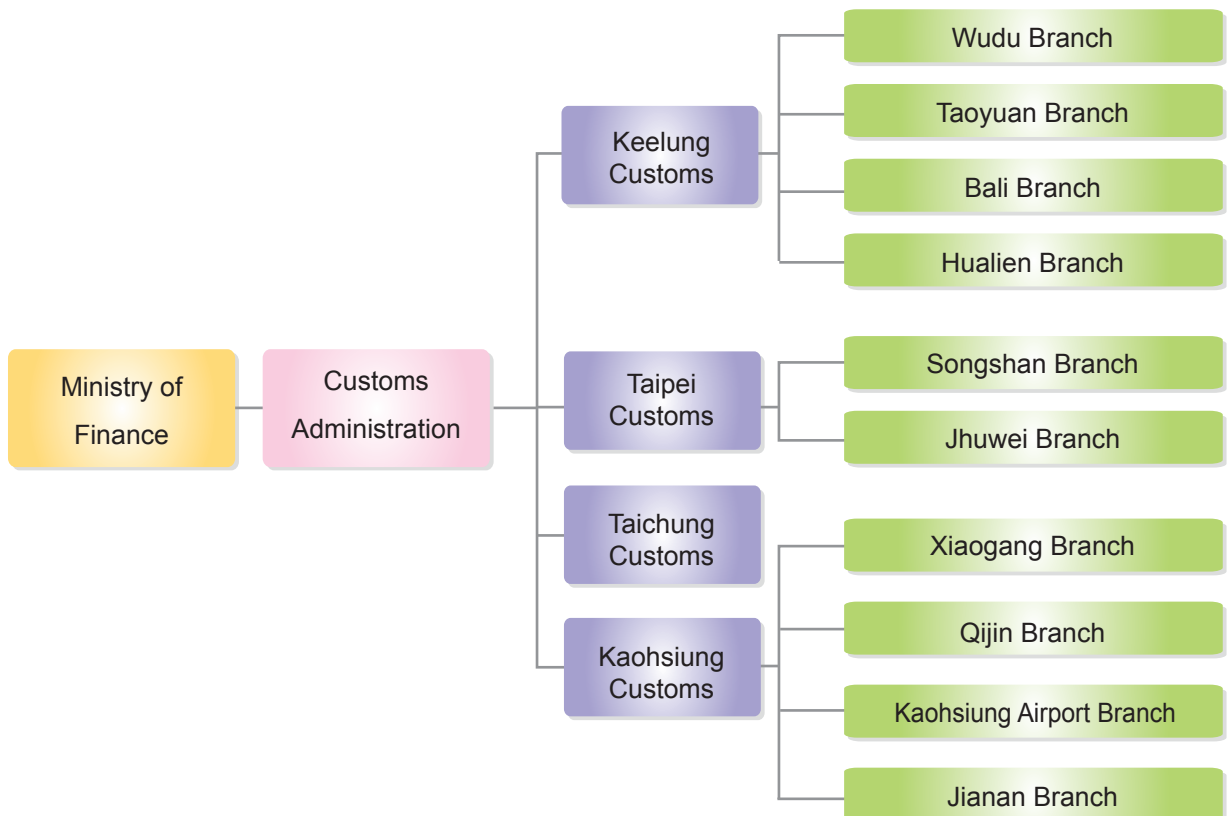 Ministry of
Finance
Customs
Administration
Keelung
Customs
Wudu Branch
Taoyuan Branch
Bali Branch
Hualien Branch
Taipei
Customs
Songshan Branch
Jhuwei Branch
Taichung
Customs
Kaohsiung
Customs
Xiaogang Branch
Qijin Branch
Kaohsiung Airport Branch
Jianan Branch